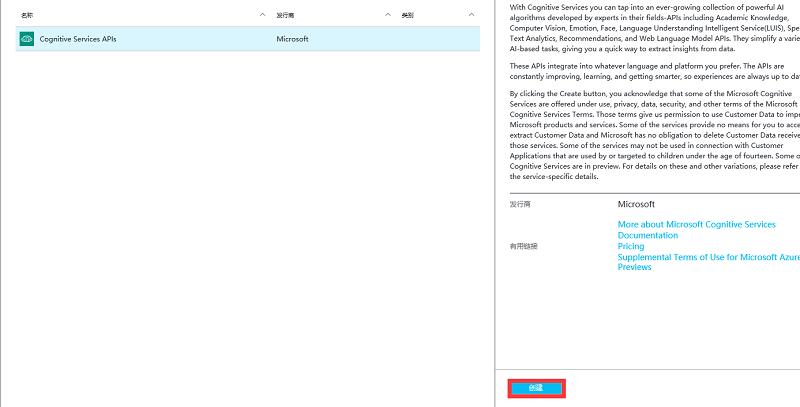 名称 发行商 类别
Cognitive Services APIs Microsoft
With Cognitive Services you can tap into an ever-growing collection of powerful AI
algorithms developed by experts in their fields-APIs including Academic Knowledge,
Computer Vision, Emotion, Face, Language Understanding Intelligent Service(LUIS), Spe
Text Analytics, Recommendations, and Web Language Model APIs. They simplify a varie
AI-based tasks, giving you a quick way to extract insights from data.
These APIs integrate into whatever language and platform you prefer. The APIs are
constantly improving, learning, and getting smarter, so experiences are always up to da
By clicking the Create button, you acknowledge that some of the Microsoft Cognitive
Services are offered under use, privacy, data, security, and other terms of the Microsoft
Cognitive Services Terms. Those terms give us permission to use Customer Data to imp
Microsoft products and services. Some of the services provide no means for you to acce
extract Customer Data and Microsoft has no obligation to delete Customer Data receive
those services. Some of the services may not be used in connection with Customer
Applications that are used by or targeted to children under the age of fourteen. Some o
Cognitive Services are in preview. For details on these and other variations, please refer
the service-specific details.
发行商 Microsoft
More about Microsoft Cognitive Services
Documentation
有用链接 Pricing
Supplemental Terms of Use for Microsoft Azure
Previews
创建